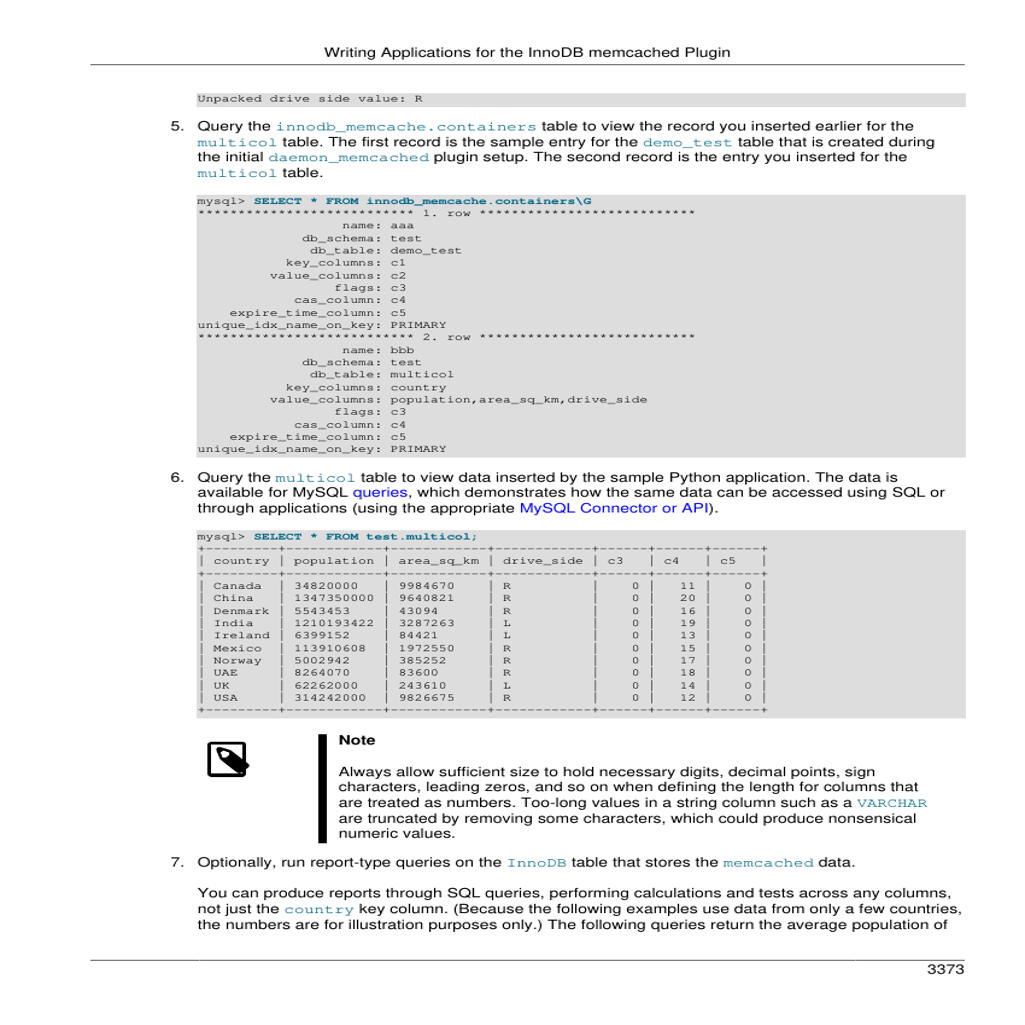 Writing Applications for the InnoDB memcached Plugin
Unpacked drive side value: R
5. Query the innodb_memcache.containers table to view the record you inserted earlier for the
multicol table. The first record is the sample entry for the demo_test table that is created during
the initial daemon_memcached plugin setup. The second record is the entry you inserted for the
multicol table.
mysql> SELECT * FROM innodb_memcache.containers\G
*************************** 1. row ***************************
name: aaa
db_schema: test
db_table: demo_test
key_columns: c1
value_columns: c2
flags: c3
cas_column: c4
expire_time_column: c5
unique_idx_name_on_key: PRIMARY
*************************** 2. row ***************************
name: bbb
db_schema: test
db_table: multicol
key_columns: country
value_columns: population,area_sq_km,drive_side
flags: c3
cas_column: c4
expire_time_column: c5
unique_idx_name_on_key: PRIMARY
6. Query the multicol table to view data inserted by the sample Python application. The data is
available for MySQL queries, which demonstrates how the same data can be accessed using SQL or
through applications (using the appropriate MySQL Connector or API).
mysql> SELECT * FROM test.multicol;
+---------+------------+------------+------------+------+------+------+
| country | population | area_sq_km | drive_side | c3 | c4 | c5 |
+---------+------------+------------+------------+------+------+------+
| Canada | 34820000 | 9984670 | R | 0 | 11 | 0 |
| China | 1347350000 | 9640821 | R | 0 | 20 | 0 |
| Denmark | 5543453 | 43094 | R | 0 | 16 | 0 |
| India | 1210193422 | 3287263 | L | 0 | 19 | 0 |
| Ireland | 6399152 | 84421 | L | 0 | 13 | 0 |
| Mexico | 113910608 | 1972550 | R | 0 | 15 | 0 |
| Norway | 5002942 | 385252 | R | 0 | 17 | 0 |
| UAE | 8264070 | 83600 | R | 0 | 18 | 0 |
| UK | 62262000 | 243610 | L | 0 | 14 | 0 |
| USA | 314242000 | 9826675 | R | 0 | 12 | 0 |
+---------+------------+------------+------------+------+------+------+
Note
Always allow sufficient size to hold necessary digits, decimal points, sign
characters, leading zeros, and so on when defining the length for columns that
are treated as numbers. Too-long values in a string column such as a VARCHAR
are truncated by removing some characters, which could produce nonsensical
numeric values.
7. Optionally, run report-type queries on the InnoDB table that stores the memcached data.
You can produce reports through SQL queries, performing calculations and tests across any columns,
not just the country key column. (Because the following examples use data from only a few countries,
the numbers are for illustration purposes only.) The following queries return the average population of
3373